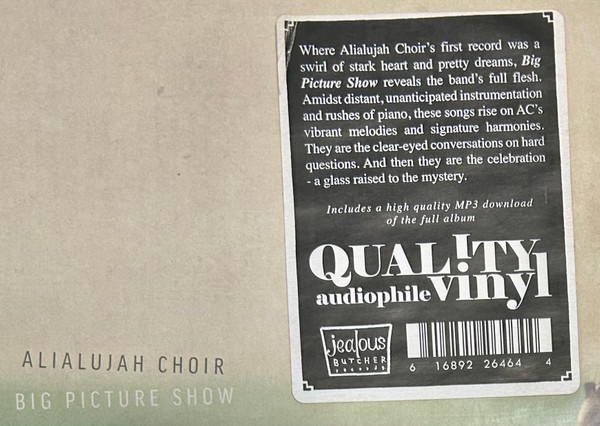 Where Alialujah Choir's first record was a
swirl of stark heart and pretty dreams, Big
Picture Show reveals the band's full flesh.
Amidst distant, unanticipated instrumentation
and rushes of piano, these songs rise on AC's
vibrant melodies and signature harmonies.
They are the clear-eyed conversations on hard
questions. And then they are the celebration
- a glass raised to the mystery.
Includes a high quality MP3 download
of the full album
QUAL!TY
audiophile vinyl
jealous
BUTCHER
records
6 16892 26464 4
ALIALUJAH CHOIR
BIG PICTURE SHOW